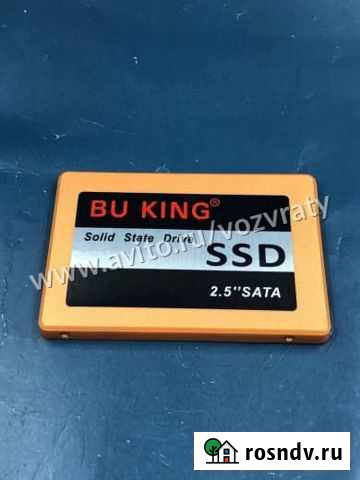 BU KING®
Solid State Drive
SSD
2.5"SATA
www.avito.ru/vozvraty
rosndv.ru